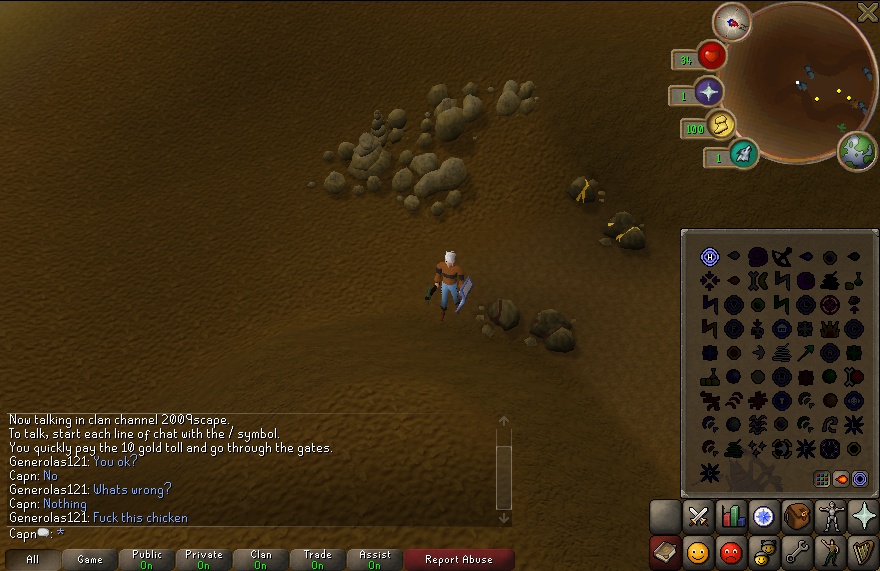 34
1
100
1
H
Now talking in clan channel 2009scape.
To talk, start each line of chat with the / symbol.
You quickly pay the 10 gold toll and go through the gates.
Generolas121: You ok?
Capn: No
Generolas121: Whats wrong?
Capn: Nothing
Generolas121: Fuck this chicken
Capn: *
All
Game
Public On
Private On
Clan On
Trade On
Assist On
Report Abuse